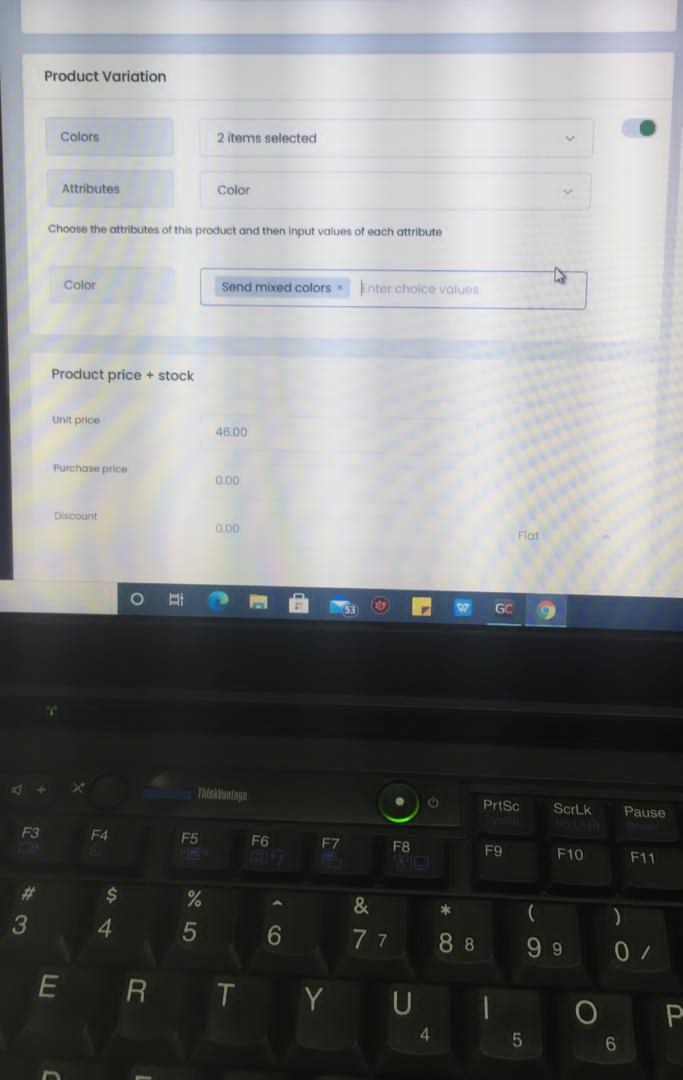 Product Variation
Colors
2 items selected
Attributes
Color
Choose the attributes of this product and then input values of each attribute
Color
Send mixed colors ×
Enter choice values
Product price + stock
Unit price
46.00
Purchase price
0.00
Discount
0.00
Flat
53
GC
ThinkVantage
PrtSc
ScrLk
Pause
F3
F4
F5
F6
F7
F8
F9
F10
F11
# $ % ^ & * ( )
3 4 5 6 7 7 8 8 9 9 0 /
E R T Y U I O P
4 5 6